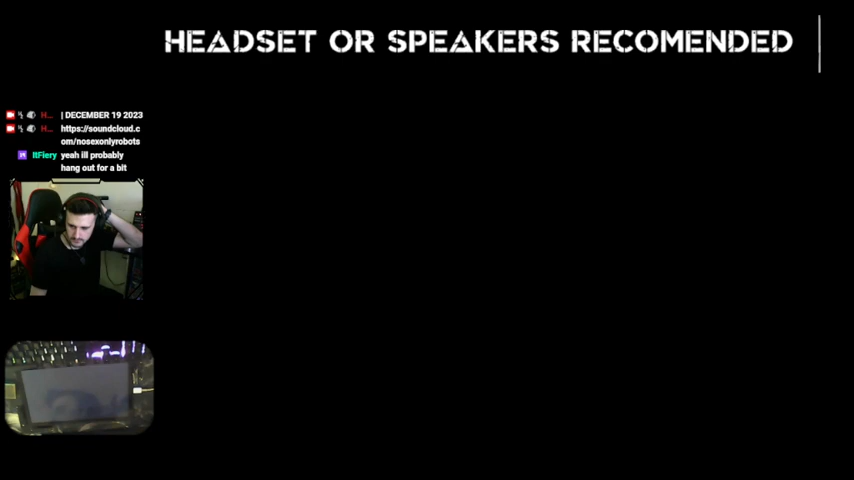 HEADSET OR SPEAKERS RECOMENDED
H... | DECEMBER 19 2023
H... https://soundcloud.c
om/nosexonlyrobots
ItFiery yeah ill probably
hang out for a bit